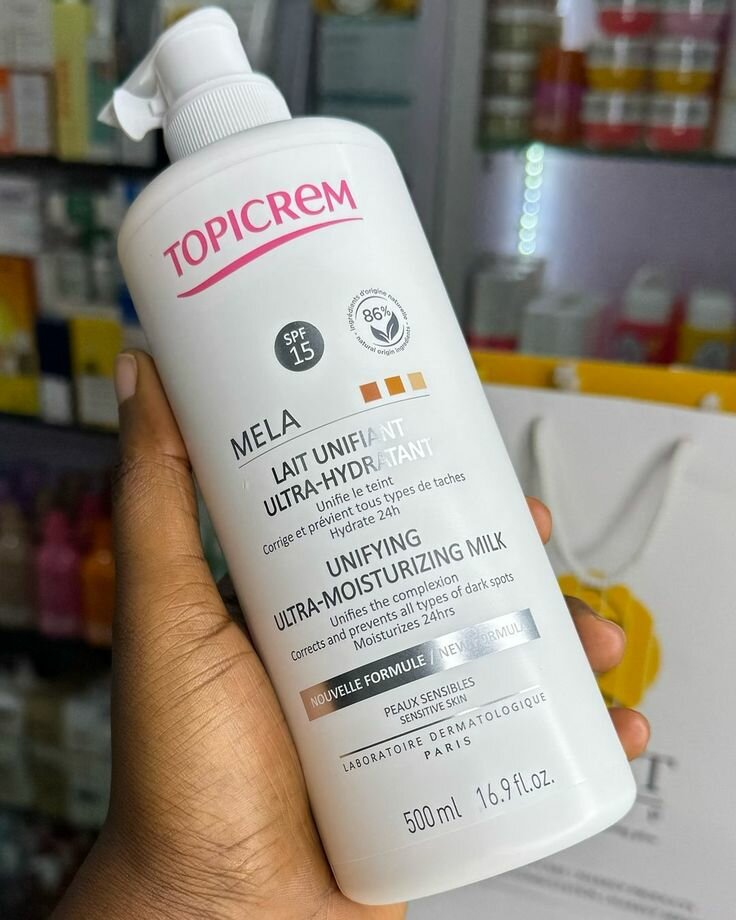 TOPICREM
SPF
15
ingrédients d'origine naturelle
86%
natural origin ingredients
MELA
LAIT UNIFIANT
ULTRA-HYDRATANT
Unifie le teint
Corrige et prévient tous types de taches
Hydrate 24h
UNIFYING
ULTRA-MOISTURIZING MILK
Unifies the complexion
Corrects and prevents all types of dark spots
Moisturizes 24hrs
NOUVELLE FORMULE / NEW FORMULA
PEAUX SENSIBLES
SENSITIVE SKIN
LABORATOIRE DERMATOLOGIQUE
PARIS
500 ml 16.9 fl.oz.